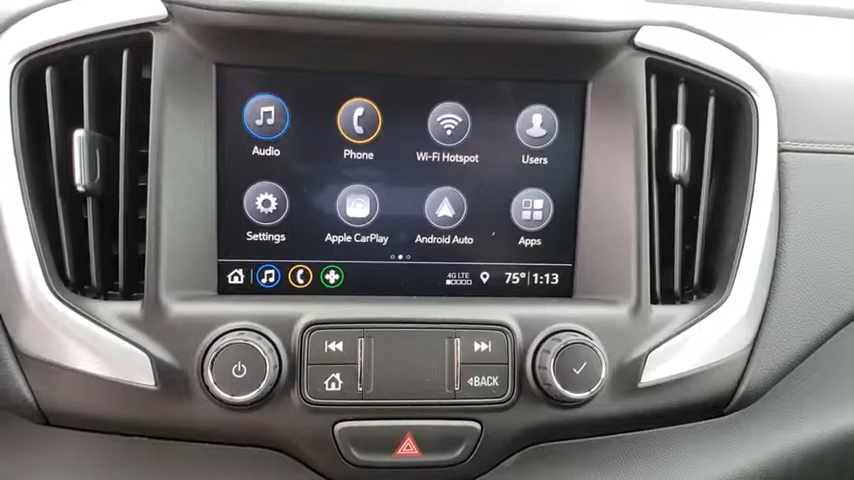 Audio
Phone
Wi-Fi Hotspot
Users
Settings
Apple CarPlay
Android Auto
Apps
4G LTE
75° 1:13
BACK